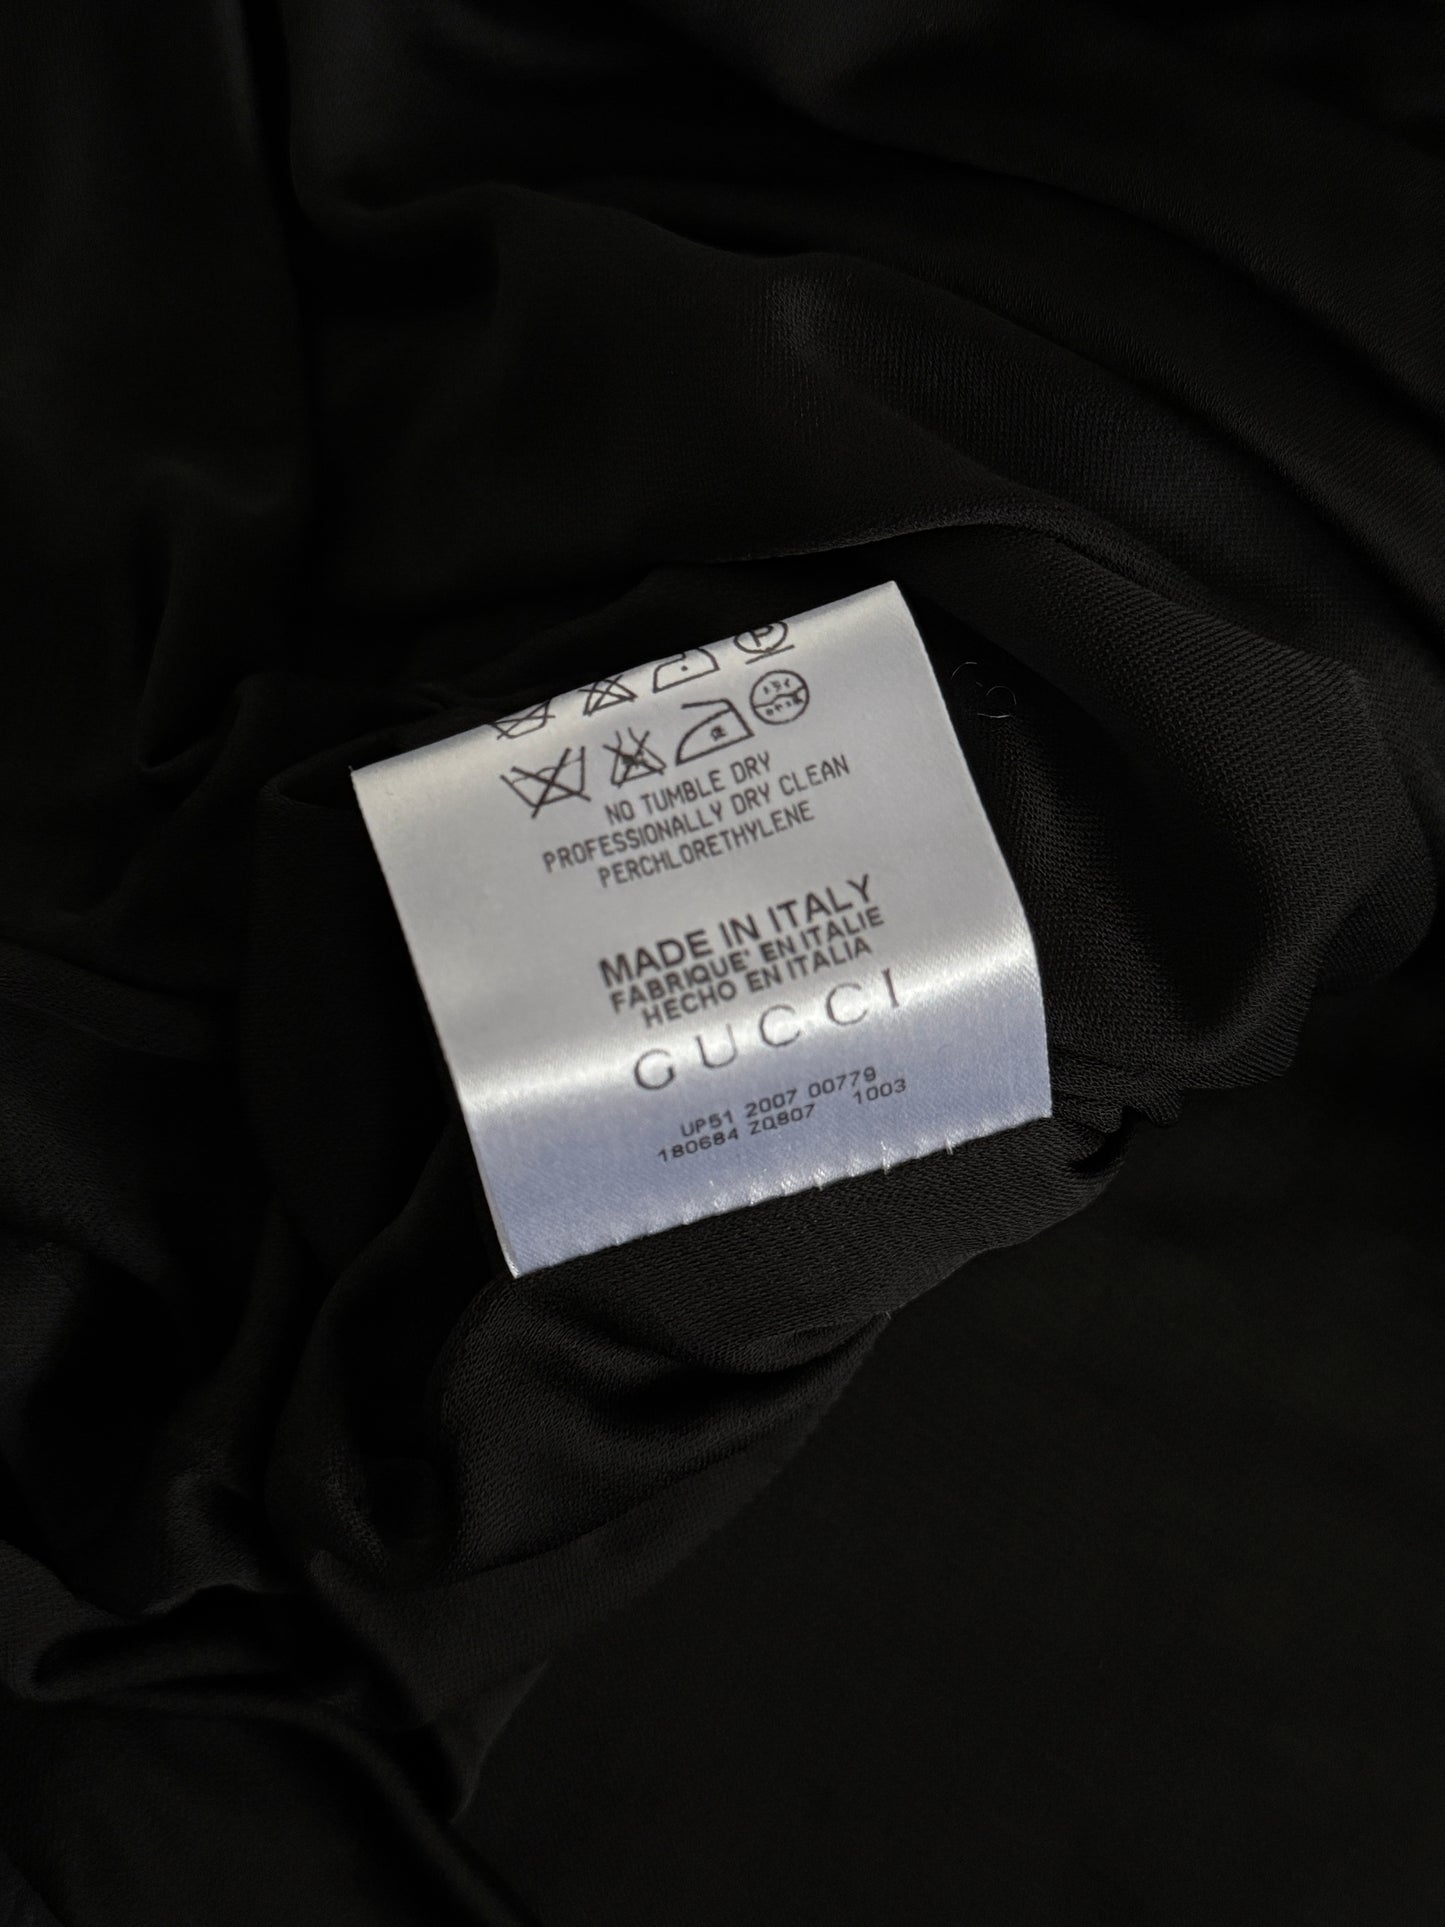 NO TUMBLE DRY
PROFESSIONALLY DRY CLEAN
PERCHLORETHYLENE
MADE IN ITALY
FABRIQUE' EN ITALIE
HECHO EN ITALIA
GUCCI
UP51 2007 00779
180684 ZQ807 1003